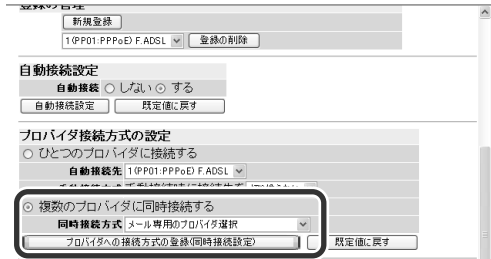 登録の管理
新規登録
1(PP01:PPPoE) F.ADSL 登録の削除
自動接続設定
自動接続 しない する
自動接続設定 既定値に戻す
プロバイダ接続方式の設定
ひとつのプロバイダに接続する
自動接続先 1(PP01:PPPoE) F.ADSL
複数のプロバイダに同時接続する
同時接続方式 メール専用のプロバイダ選択
プロバイダへの接続方式の登録(同時接続設定) 既定値に戻す